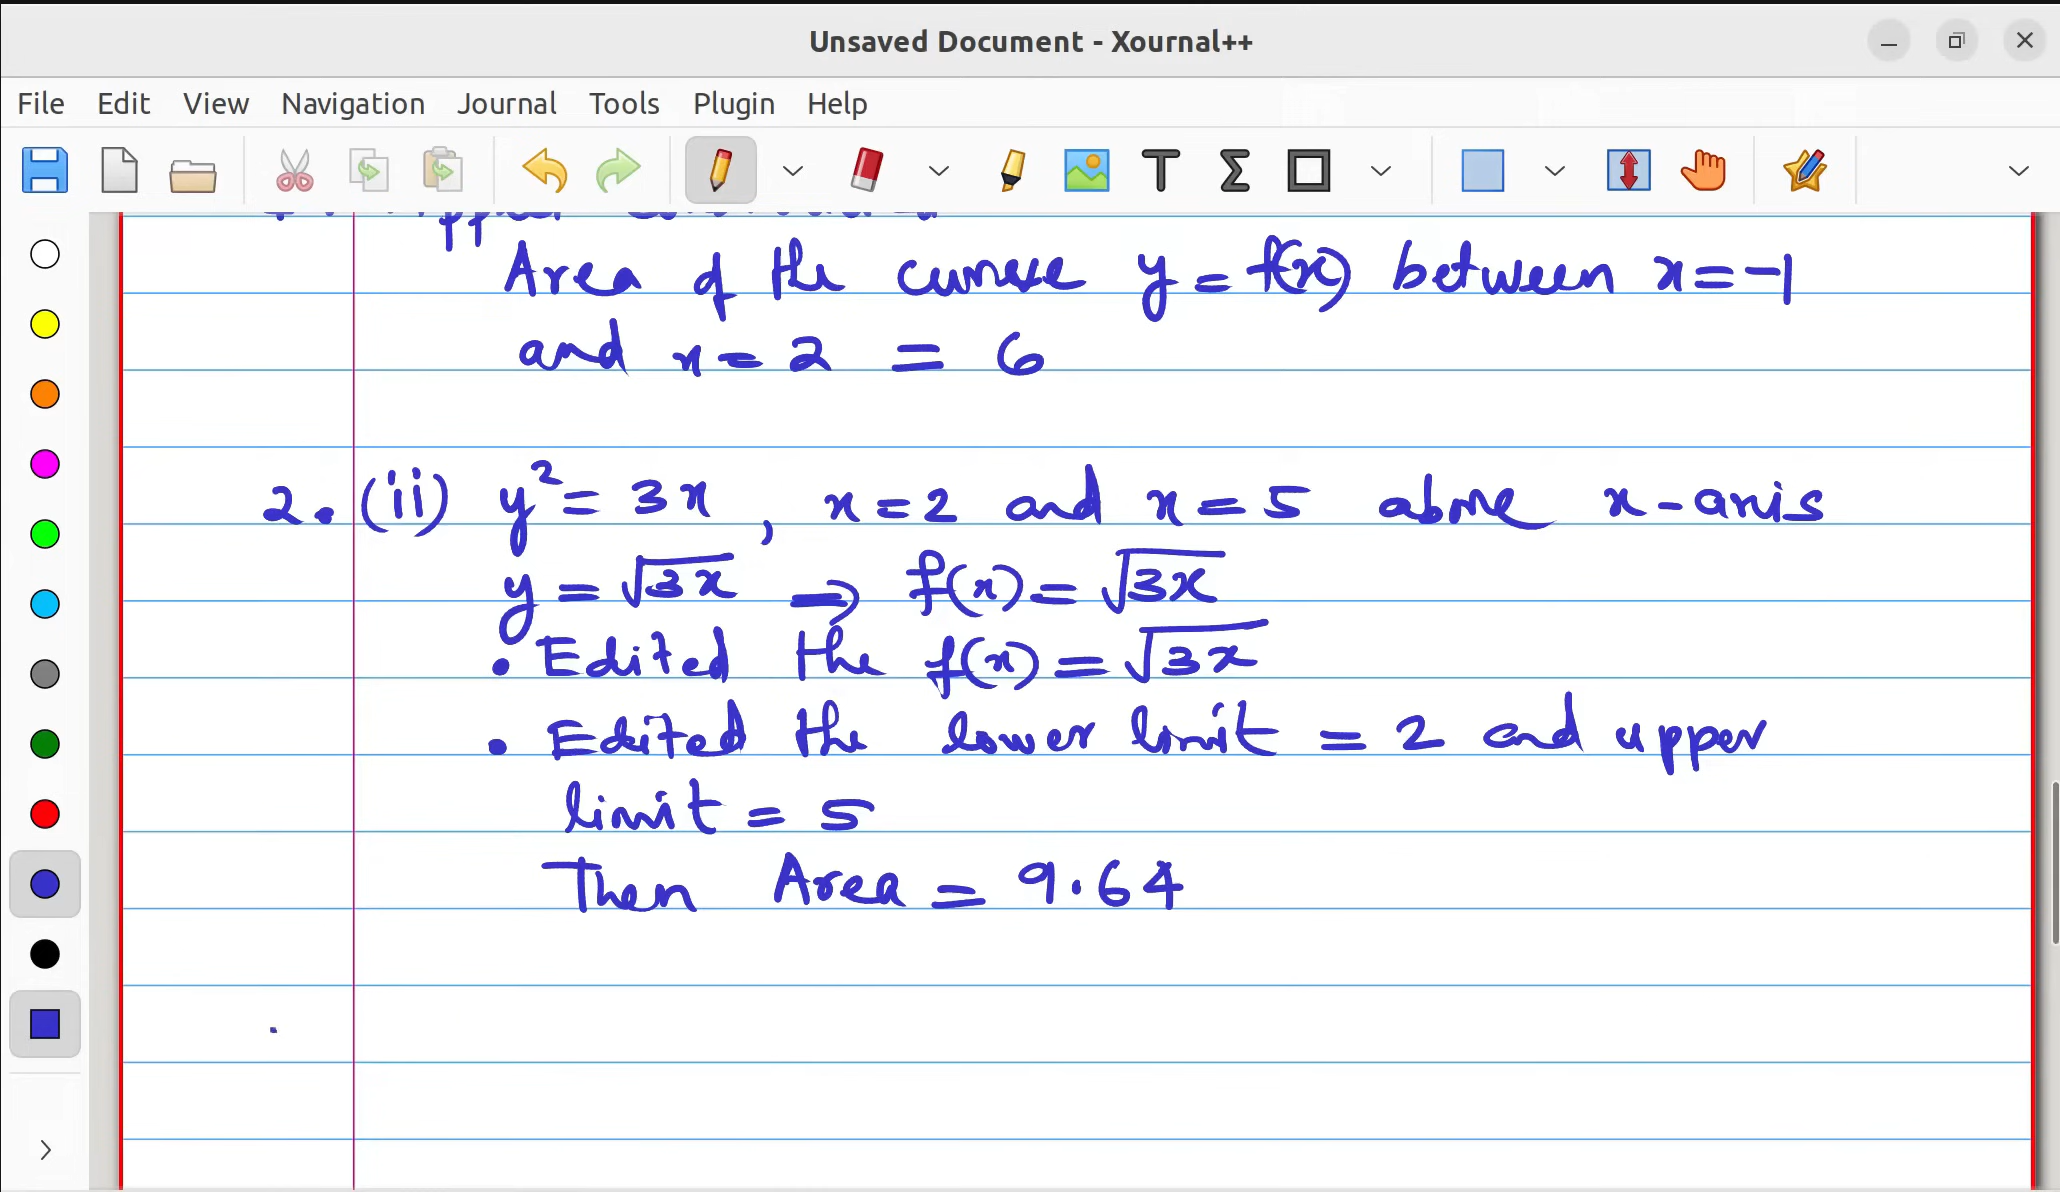 Unsaved Document - Xournal++
File Edit View Navigation Journal Tools Plugin Help
Area of the curve y = f(x) between x = -1
and x = 2 = 6
2. (ii) y² = 3x, x = 2 and x = 5 above x-axis
y = √3x ⇒ f(x) = √3x
• Edited the f(x) = √3x
• Edited the lower limit = 2 and upper
limit = 5
Then Area = 9.64